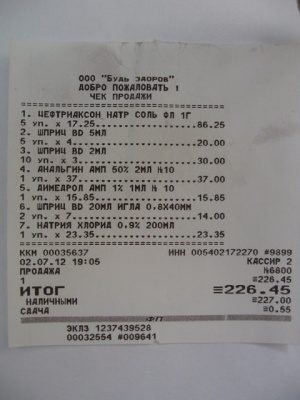 ООО "Будь Здоров"
ДОБРО ПОЖАЛОВАТЬ !
ЧЕК ПРОДАЖИ
1. ЦЕФТРИАКСОН НАТР СОЛЬ ФЛ 1Г
5 уп. х 17.25..............86.25
2. ШПРИЦ BD 5МЛ
5 уп. х 4..................20.00
3. ШПРИЦ BD 2МЛ
10 уп. х 3.................30.00
4. АНАЛЬГИН АМП 50% 2МЛ №10
1 уп. х 37.................37.00
5. ДИМЕДРОЛ АМП 1% 1МЛ №10
1 уп. х 15.85..............15.85
6. ШПРИЦ BD 20МЛ ИГЛА 0.8Х40ММ
2 уп. х 7..................14.00
7. НАТРИЯ ХЛОРИД 0.9% 200МЛ
1 уп. х 23.35..............23.35
ККМ 00035637 ИНН 005402172270 #9899
02.07.12 19:05 КАССИР 2
ПРОДАЖА №6800
1 ≡226.45
ИТОГ ≡226.45
НАЛИЧНЫМИ ≡227.00
СДАЧА ≡0.55
ФП
ЭКЛЗ 1237439528
00032554 #009641